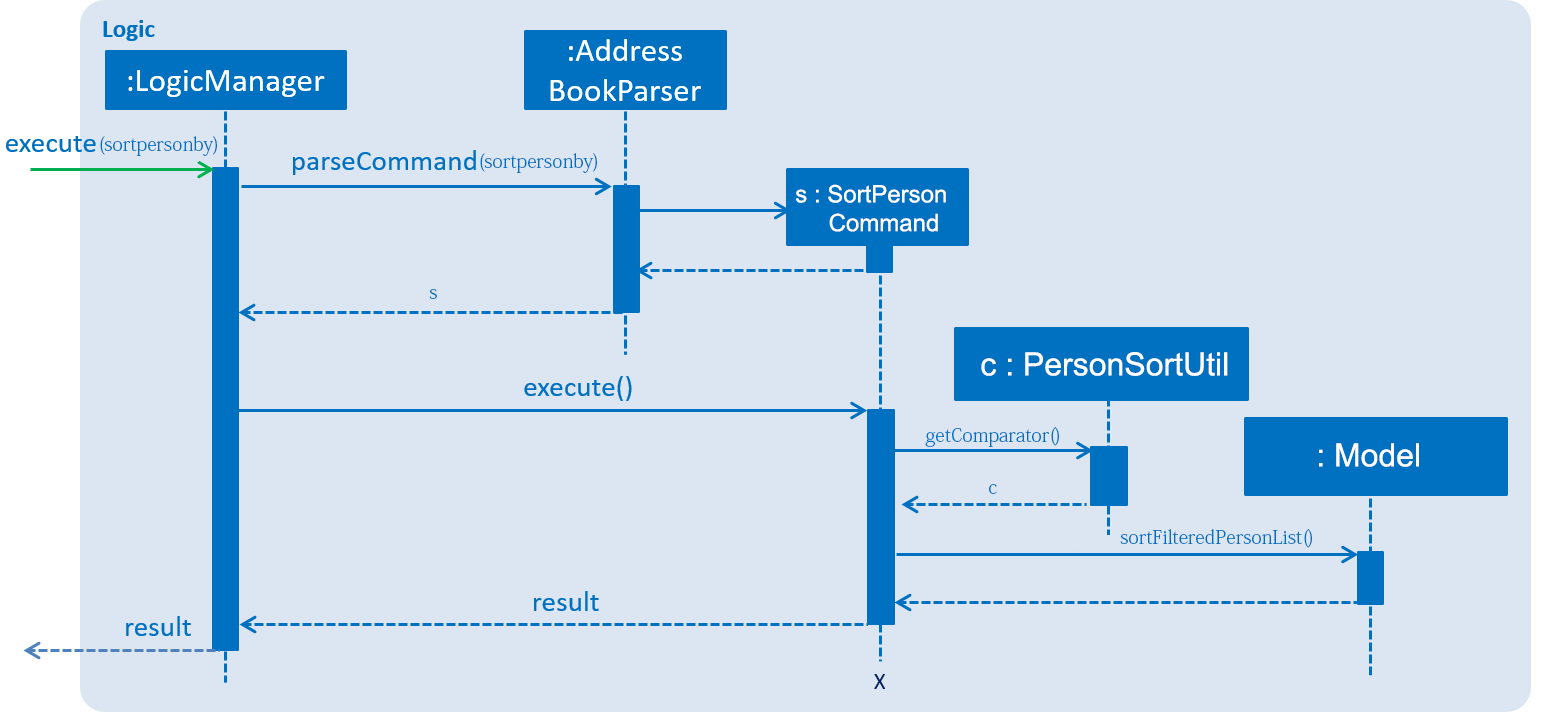 Logic
:LogicManager
:Address
BookParser
execute(sortpersonby)
parseCommand(sortpersonby)
s : SortPerson
Command
s
c : PersonSortUtil
execute()
getComparator()
: Model
c
sortFilteredPersonList()
result
result
X